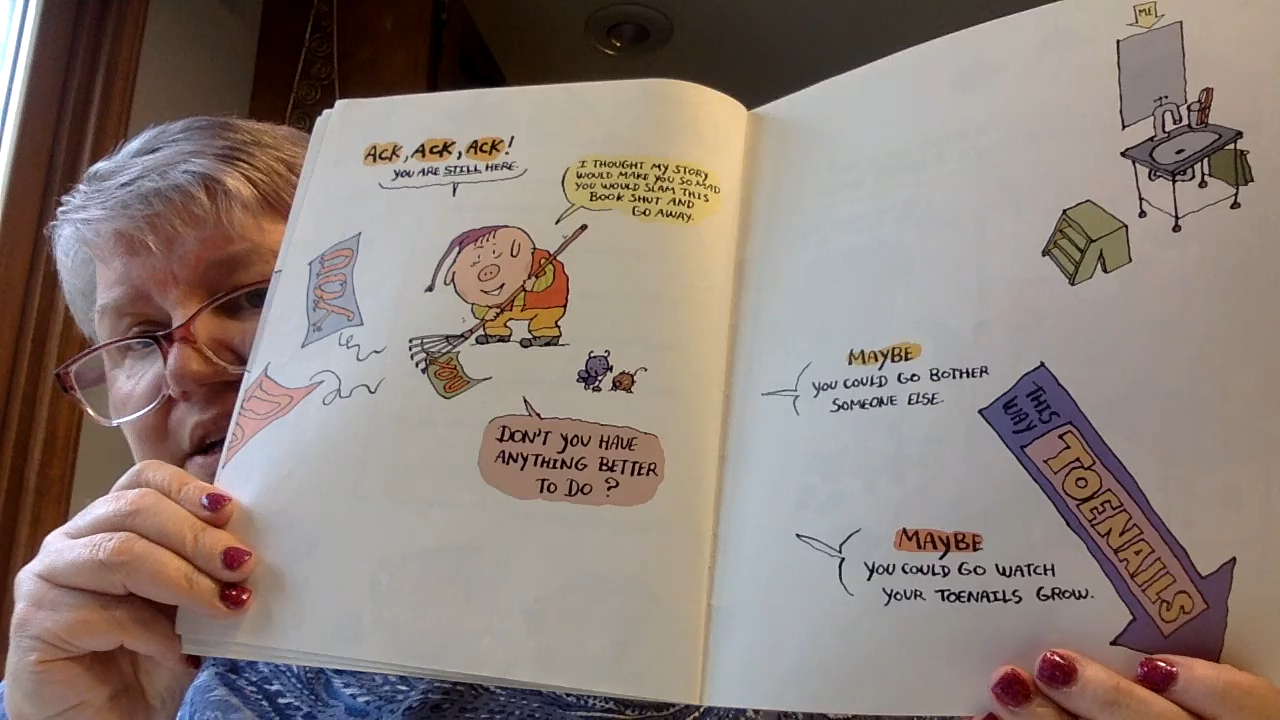 ACK, ACK, ACK!
YOU ARE STILL HERE.
I THOUGHT MY STORY
WOULD MAKE YOU SO MAD
YOU WOULD SLAM THIS
BOOK SHUT AND
GO AWAY.
YOU
YOU
DON'T YOU HAVE
ANYTHING BETTER
TO DO?
ME
MAYBE
YOU COULD GO BOTHER
SOMEONE ELSE.
THIS
WAY
TOENAILS
MAYBE
YOU COULD GO WATCH
YOUR TOENAILS GROW.